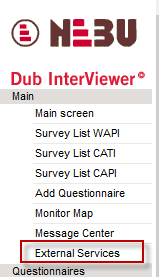 NEBU
Dub InterViewer©
Main
Main screen
Survey List WAPI
Survey List CATI
Survey List CAPI
Add Questionnaire
Monitor Map
Message Center
External Services
Questionnaires